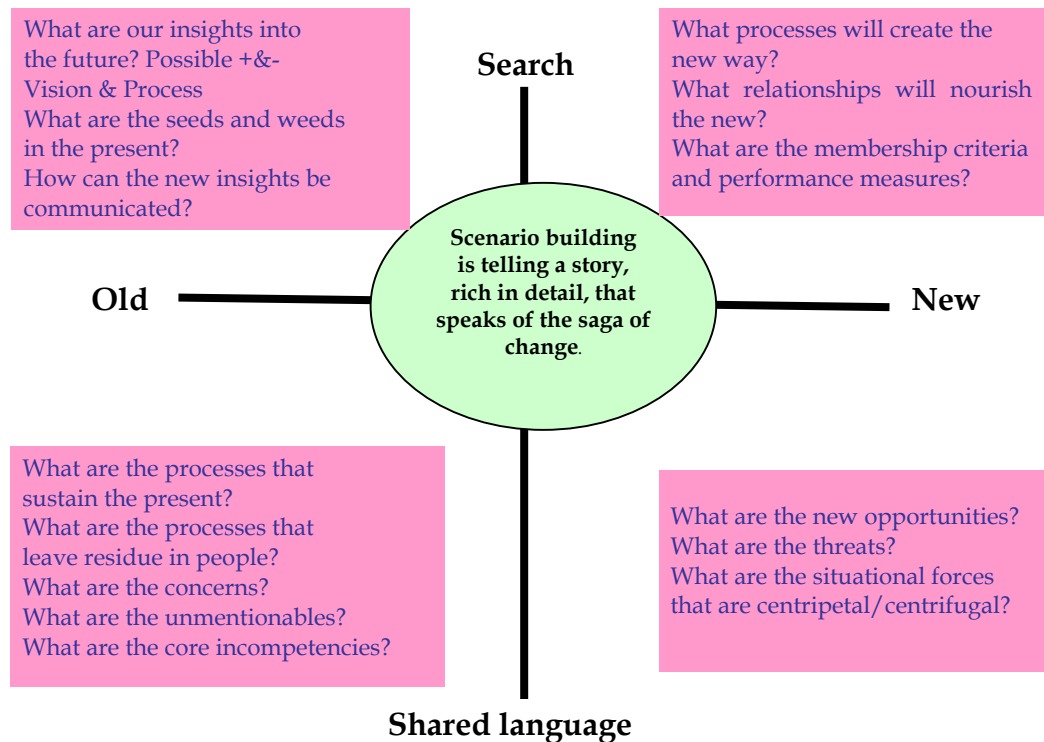 What are our insights into
the future? Possible +&-
Vision & Process
What are the seeds and weeds
in the present?
How can the new insights be
communicated?
Search
What processes will create the
new way?
What relationships will nourish
the new?
What are the membership criteria
and performance measures?
Old
Scenario building
is telling a story,
rich in detail, that
speaks of the saga of
change.
New
What are the processes that
sustain the present?
What are the processes that
leave residue in people?
What are the concerns?
What are the unmentionables?
What are the core incompetencies?
What are the new opportunities?
What are the threats?
What are the situational forces
that are centripetal/centrifugal?
Shared language